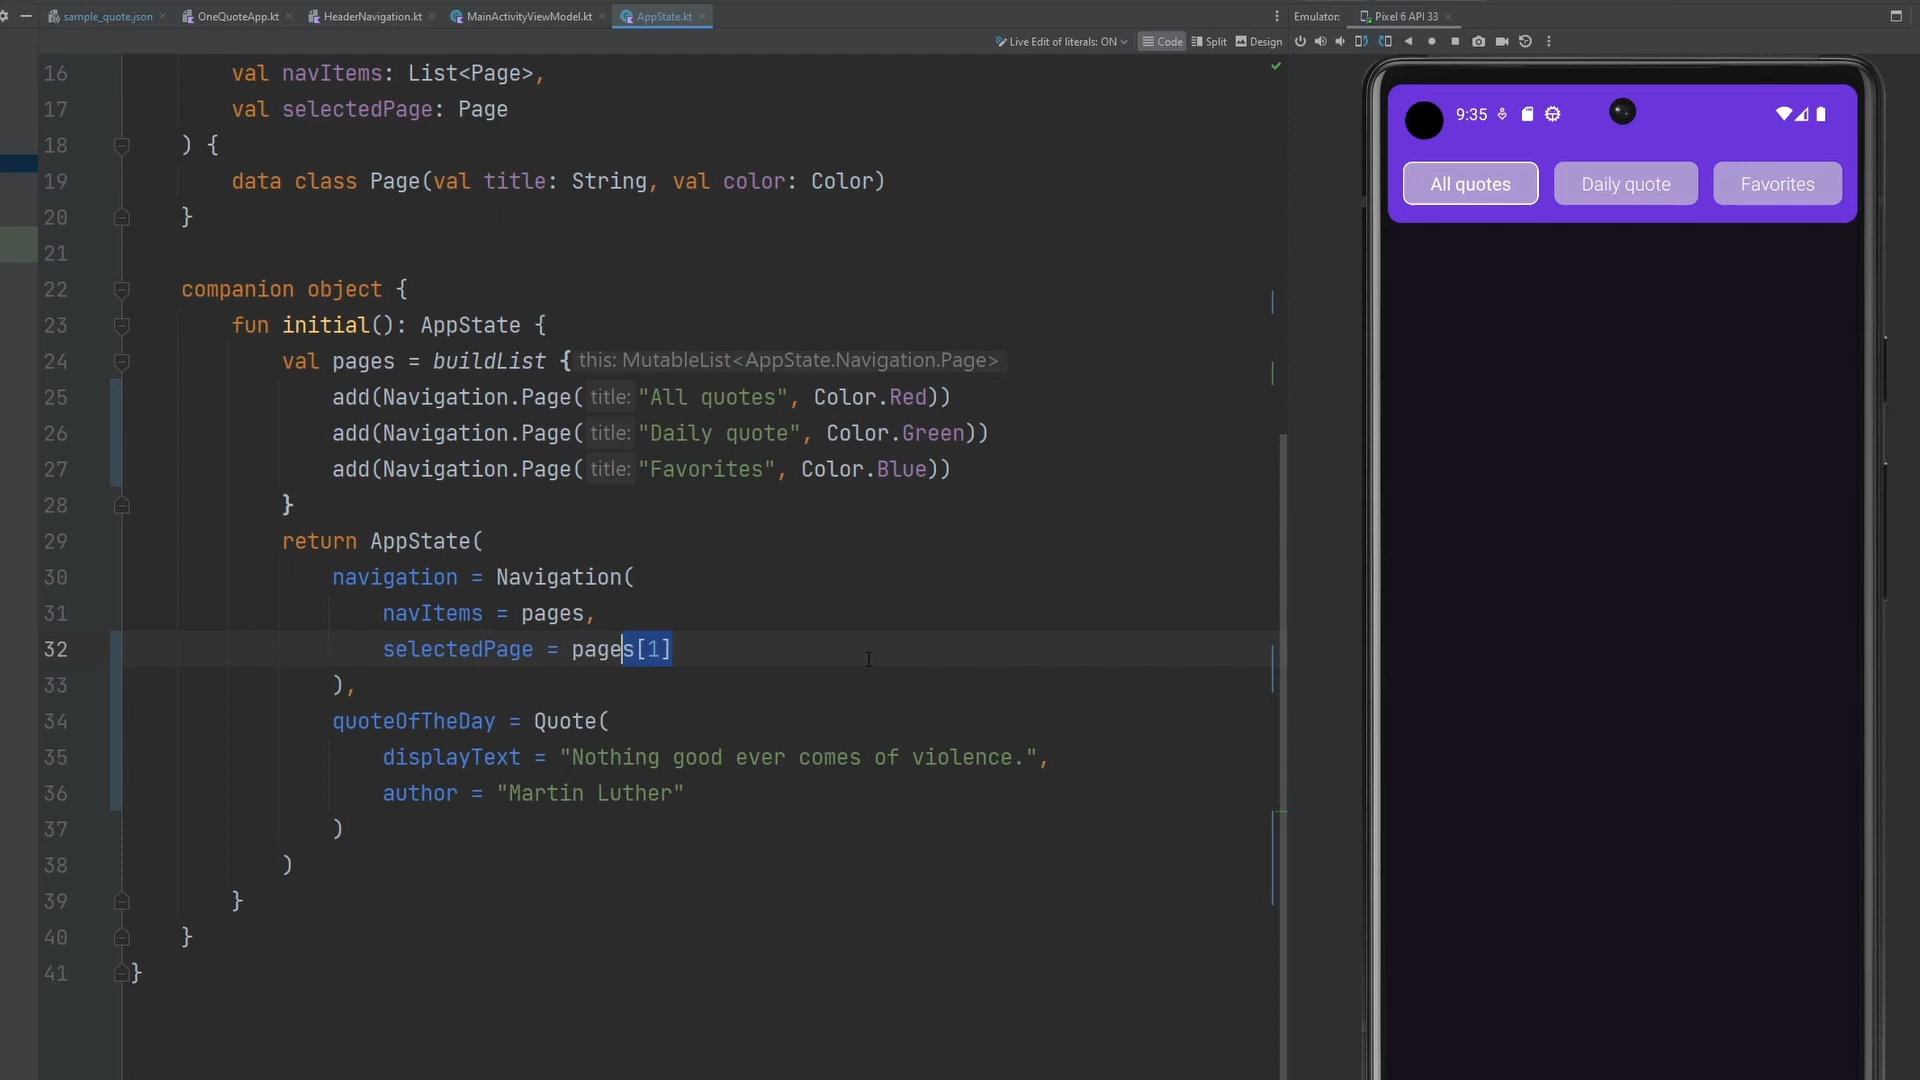 sample_quote.json
OneQuoteApp.kt
HeaderNavigation.kt
MainActivityViewModel.kt
AppState.kt
Emulator:
Pixel 6 API 33
Live Edit of literals: ON
Code
Split
Design
16 val navItems: List<Page>,
17 val selectedPage: Page
18 ) {
19 data class Page(val title: String, val color: Color)
20 }
21
22 companion object {
23 fun initial(): AppState {
24 val pages = buildList { this: MutableList<AppState.Navigation.Page>
25 add(Navigation.Page( title: "All quotes", Color.Red))
26 add(Navigation.Page( title: "Daily quote", Color.Green))
27 add(Navigation.Page( title: "Favorites", Color.Blue))
28 }
29 return AppState(
30 navigation = Navigation(
31 navItems = pages,
32 selectedPage = pages[1]
33 ),
34 quoteOfTheDay = Quote(
35 displayText = "Nothing good ever comes of violence.",
36 author = "Martin Luther"
37 )
38 )
39 }
40 }
41 }
9:35
All quotes
Daily quote
Favorites